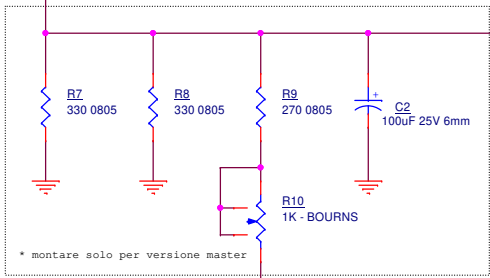 R7
330 0805
R8
330 0805
R9
270 0805
+
C2
100uF 25V 6mm
R10
1K - BOURNS
* montare solo per versione master